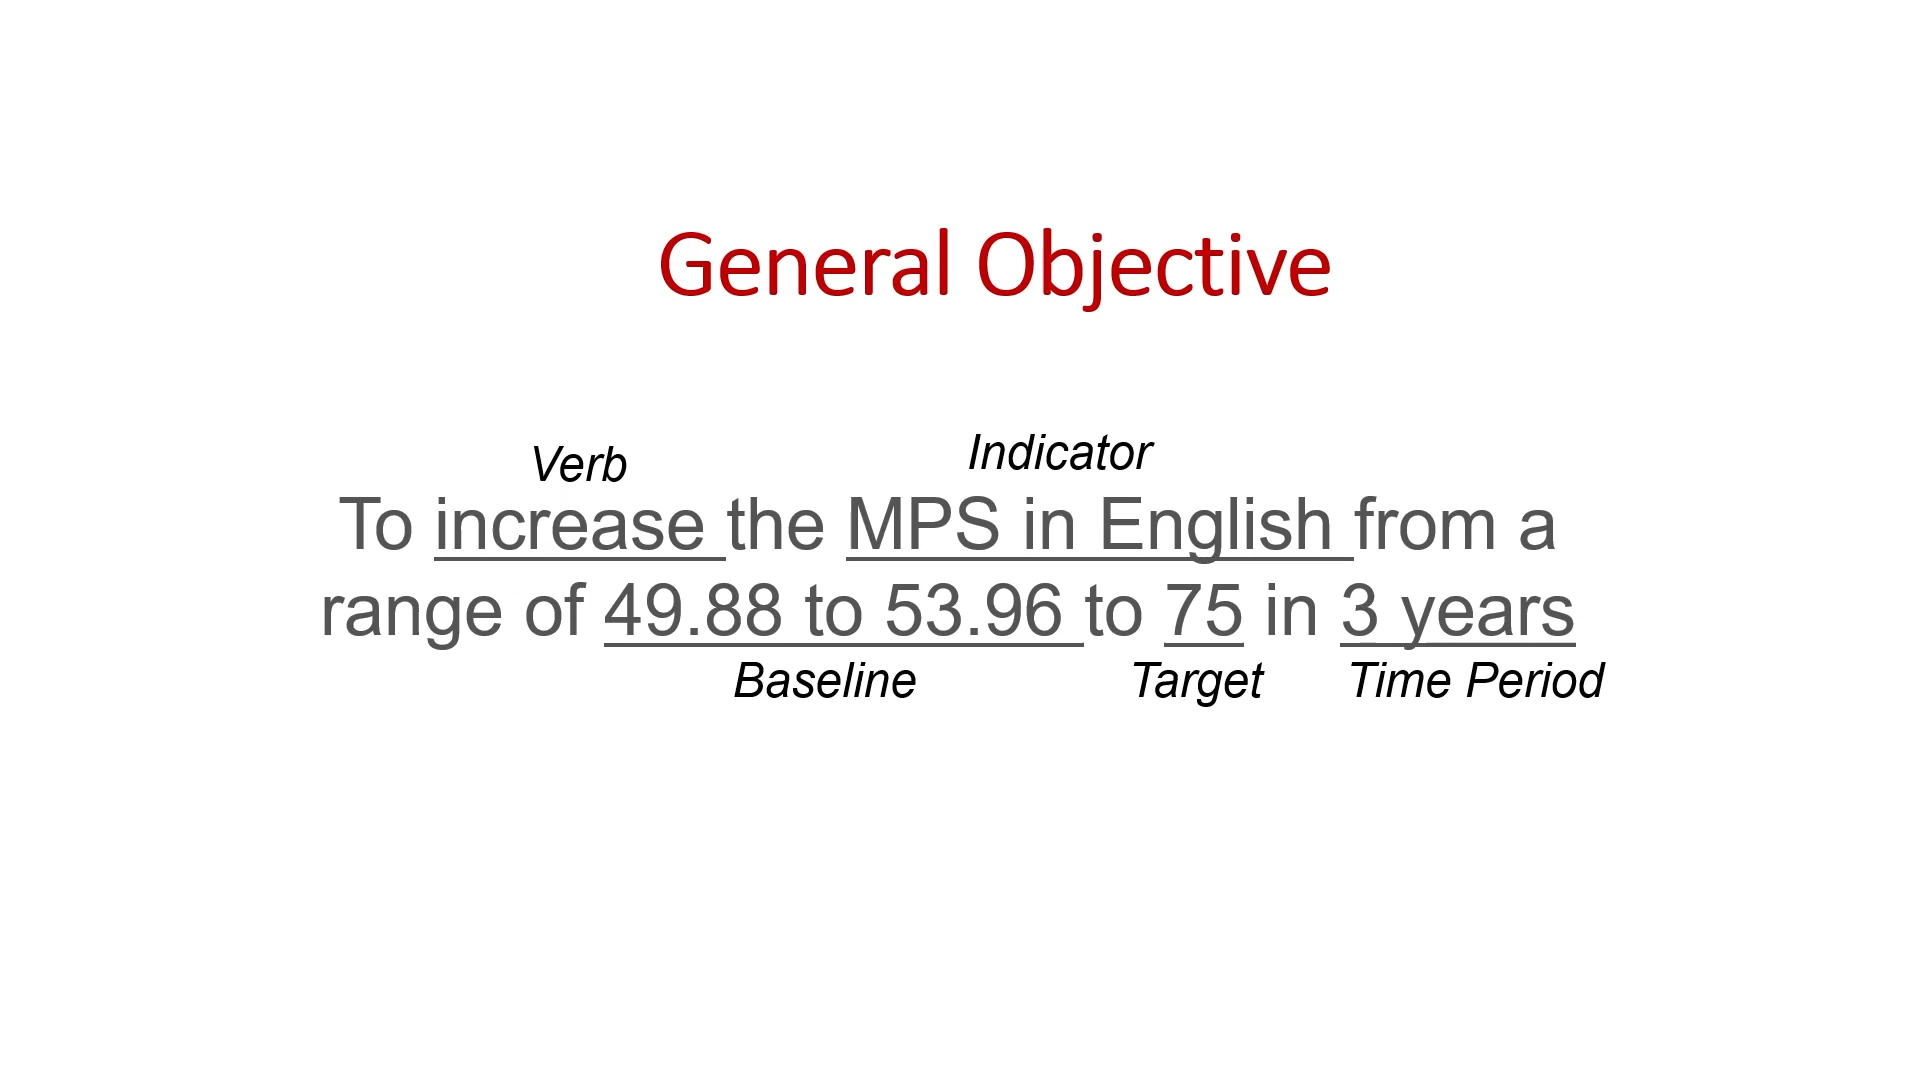 General Objective
Verb Indicator
To increase the MPS in English from a
range of 49.88 to 53.96 to 75 in 3 years
Baseline Target Time Period